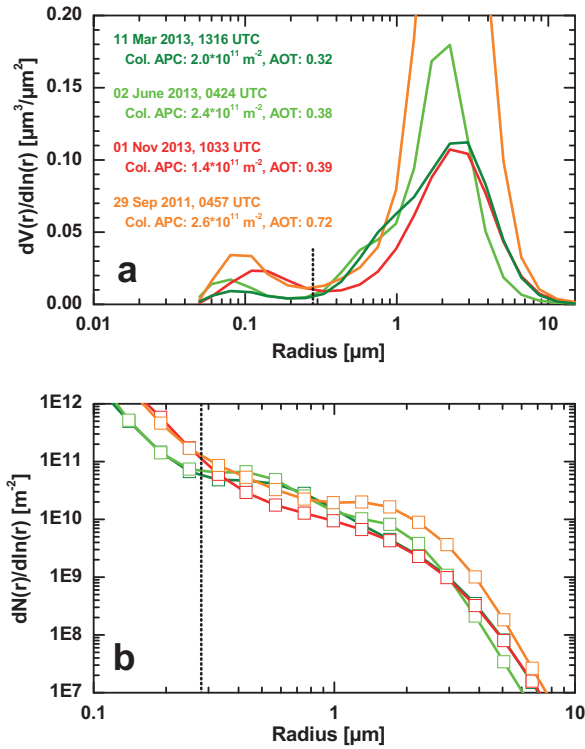 0.20
0.15
0.10
0.05
0.00
dV(r)/dln(r) [µm³/µm²]
11 Mar 2013, 1316 UTC
Col. APC: 2.0*10¹¹ m⁻², AOT: 0.32
02 June 2013, 0424 UTC
Col. APC: 2.4*10¹¹ m⁻², AOT: 0.38
01 Nov 2013, 1033 UTC
Col. APC: 1.4*10¹¹ m⁻², AOT: 0.39
29 Sep 2011, 0457 UTC
Col. APC: 2.6*10¹¹ m⁻², AOT: 0.72
a
0.01 0.1 1 10
Radius [µm]
1E12
1E11
1E10
1E9
1E8
1E7
dN(r)/dln(r) [m⁻²]
b
0.1 1 10
Radius [µm]